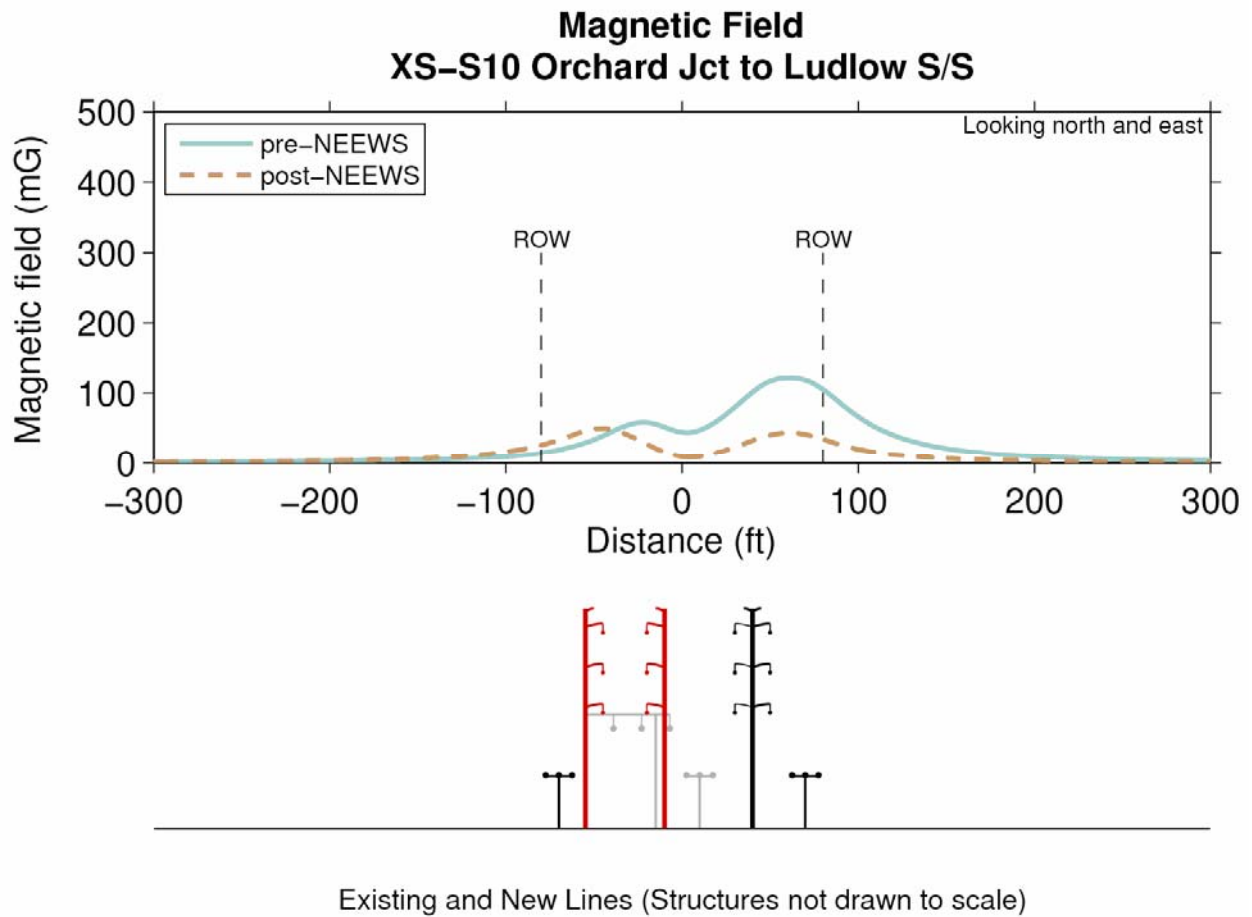 Magnetic Field
XS−S10 Orchard Jct to Ludlow S/S
Looking north and east
pre−NEEWS
post−NEEWS
ROW ROW
Magnetic field (mG)
500
400
300
200
100
0
−300 −200 −100 0 100 200 300
Distance (ft)
Existing and New Lines (Structures not drawn to scale)